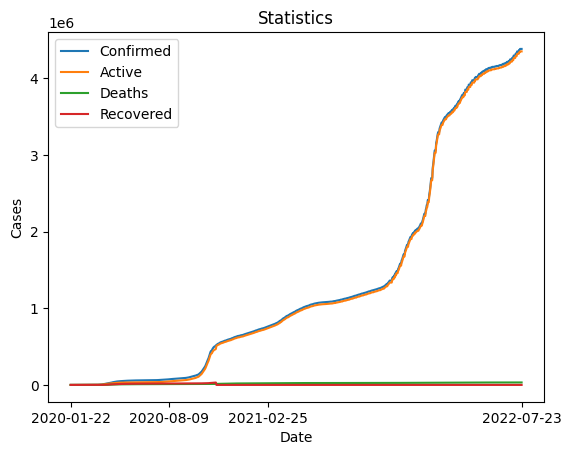 Statistics
1e6
Confirmed
Active
Deaths
Recovered
4
3
2
1
0
Cases
2020-01-22
2020-08-09
2021-02-25
2022-07-23
Date